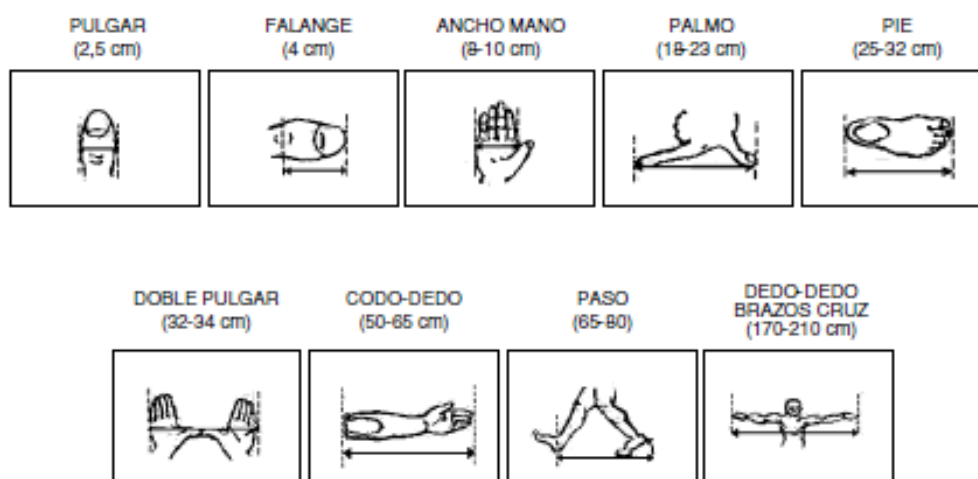 PULGAR
(2,5 cm)
FALANGE
(4 cm)
ANCHO MANO
(8-10 cm)
PALMO
(18-23 cm)
PIE
(25-32 cm)
DOBLE PULGAR
(32-34 cm)
CODO-DEDO
(50-65 cm)
PASO
(65-80)
DEDO-DEDO
BRAZOS CRUZ
(170-210 cm)